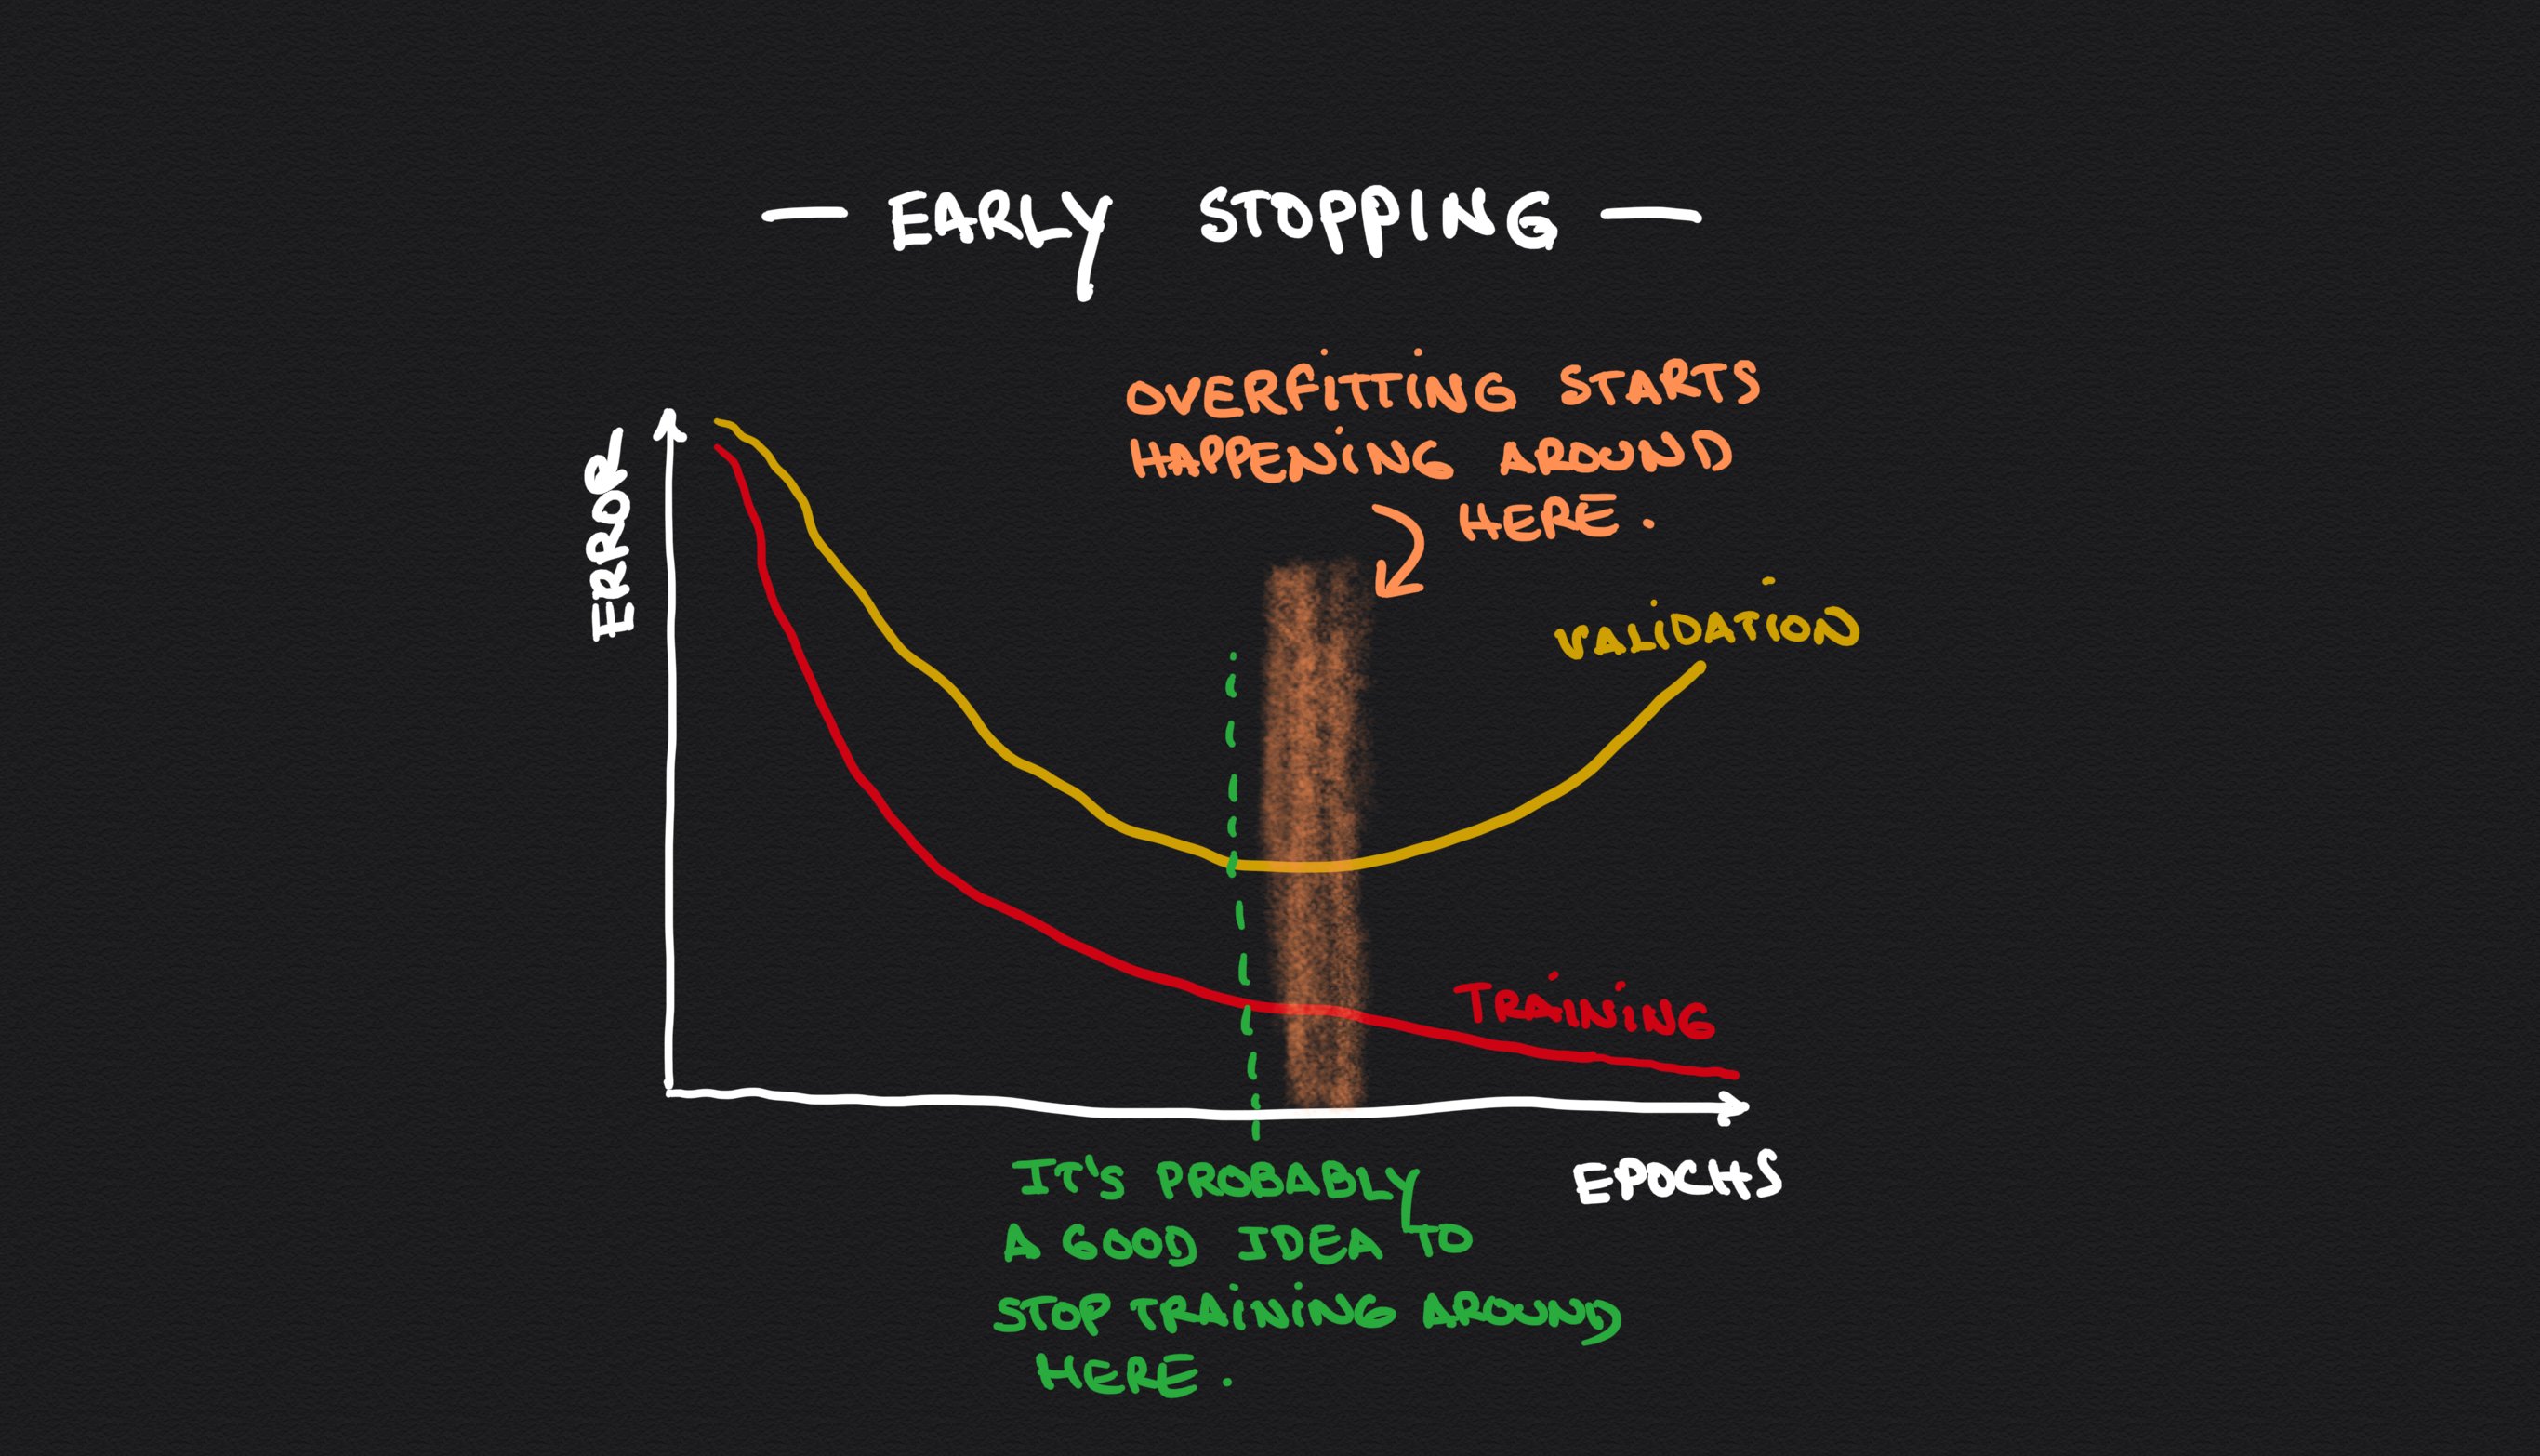 — EARLY STOPPING —
OVERFITTING STARTS
HAPPENING AROUND
HERE.
ERROR
VALIDATION
TRAINING
EPOCHS
IT'S PROBABLY
A GOOD IDEA TO
STOP TRAINING AROUND
HERE.